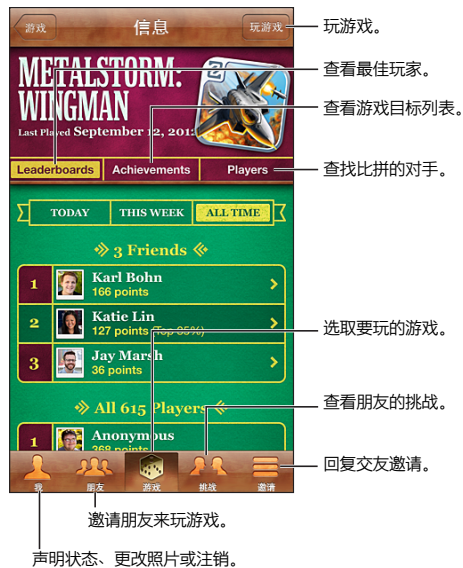 游戏
信息
玩游戏
玩游戏。
METALSTORM:
WINGMAN
Last Played September 12, 2012
查看最佳玩家。
查看游戏目标列表。
Leaderboards
Achievements
Players
查找比拼的对手。
TODAY
THIS WEEK
ALL TIME
3 Friends
1
Karl Bohn
166 points
2
Katie Lin
127 points (Top 35%)
选取要玩的游戏。
3
Jay Marsh
36 points
All 615 Players
查看朋友的挑战。
1
Anonymous
368 points
我
朋友
游戏
挑战
邀请
回复交友邀请。
邀请朋友来玩游戏。
声明状态、更改照片或注销。